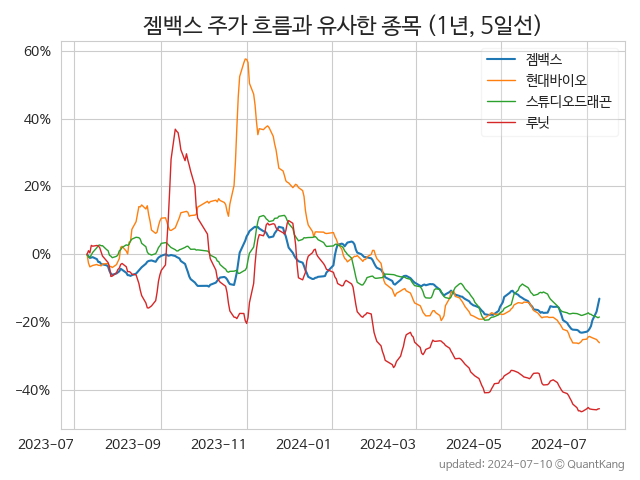 젬백스 주가 흐름과 유사한 종목 (1년, 5일선)
젬백스
현대바이오
스튜디오드래곤
루닛
60%
40%
20%
0%
−20%
−40%
2023-07 2023-09 2023-11 2024-01 2024-03 2024-05 2024-07
updated: 2024-07-10 © QuantKang